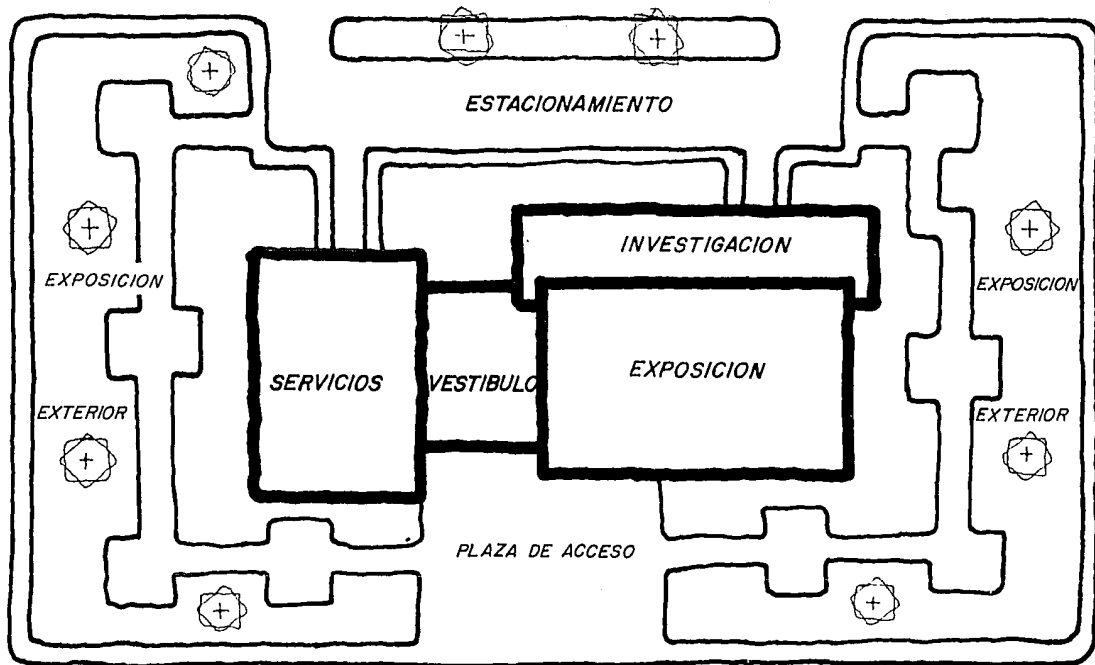 ESTACIONAMIENTO
INVESTIGACION
EXPOSICION
EXPOSICION
SERVICIOS
VESTIBULO
EXPOSICION
EXTERIOR
EXTERIOR
PLAZA DE ACCESO